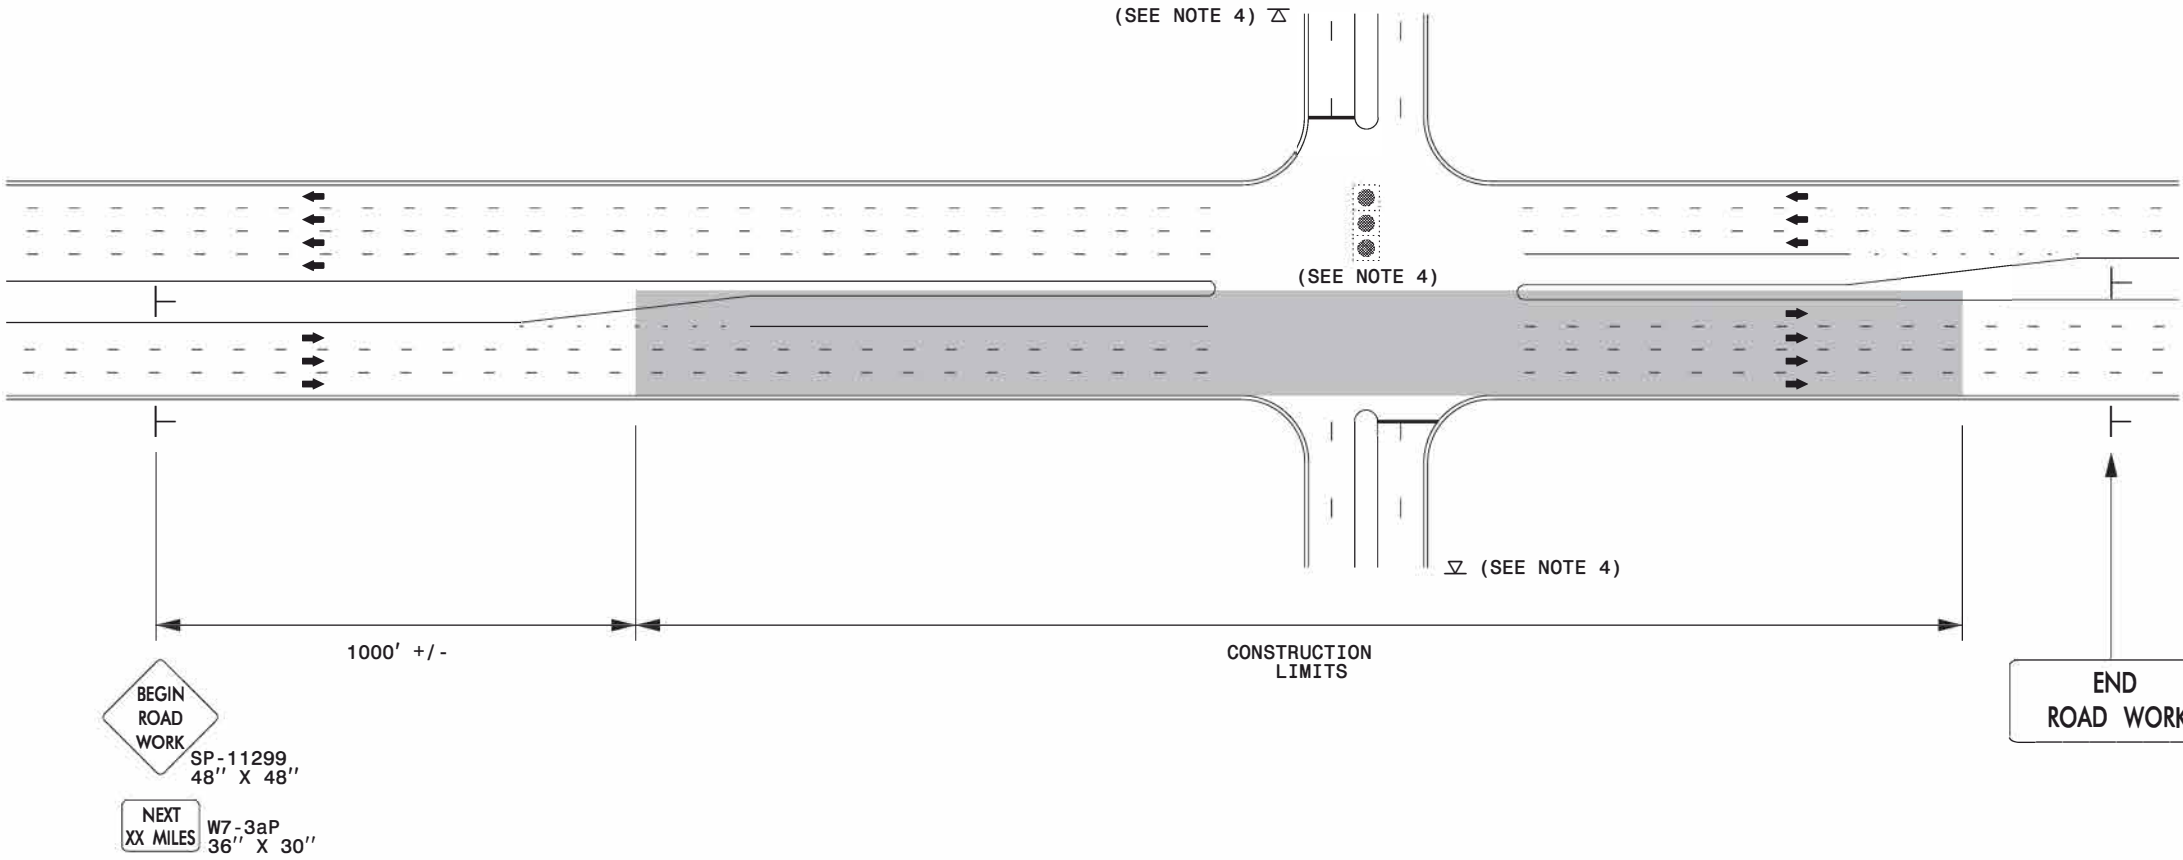 (SEE NOTE 4)
(SEE NOTE 4)
(SEE NOTE 4)
1000' +/-
CONSTRUCTION
LIMITS
BEGIN
ROAD
WORK
SP-11299
48'' X 48''
NEXT
XX MILES
W7-3aP
36'' X 30''
END
ROAD WORK